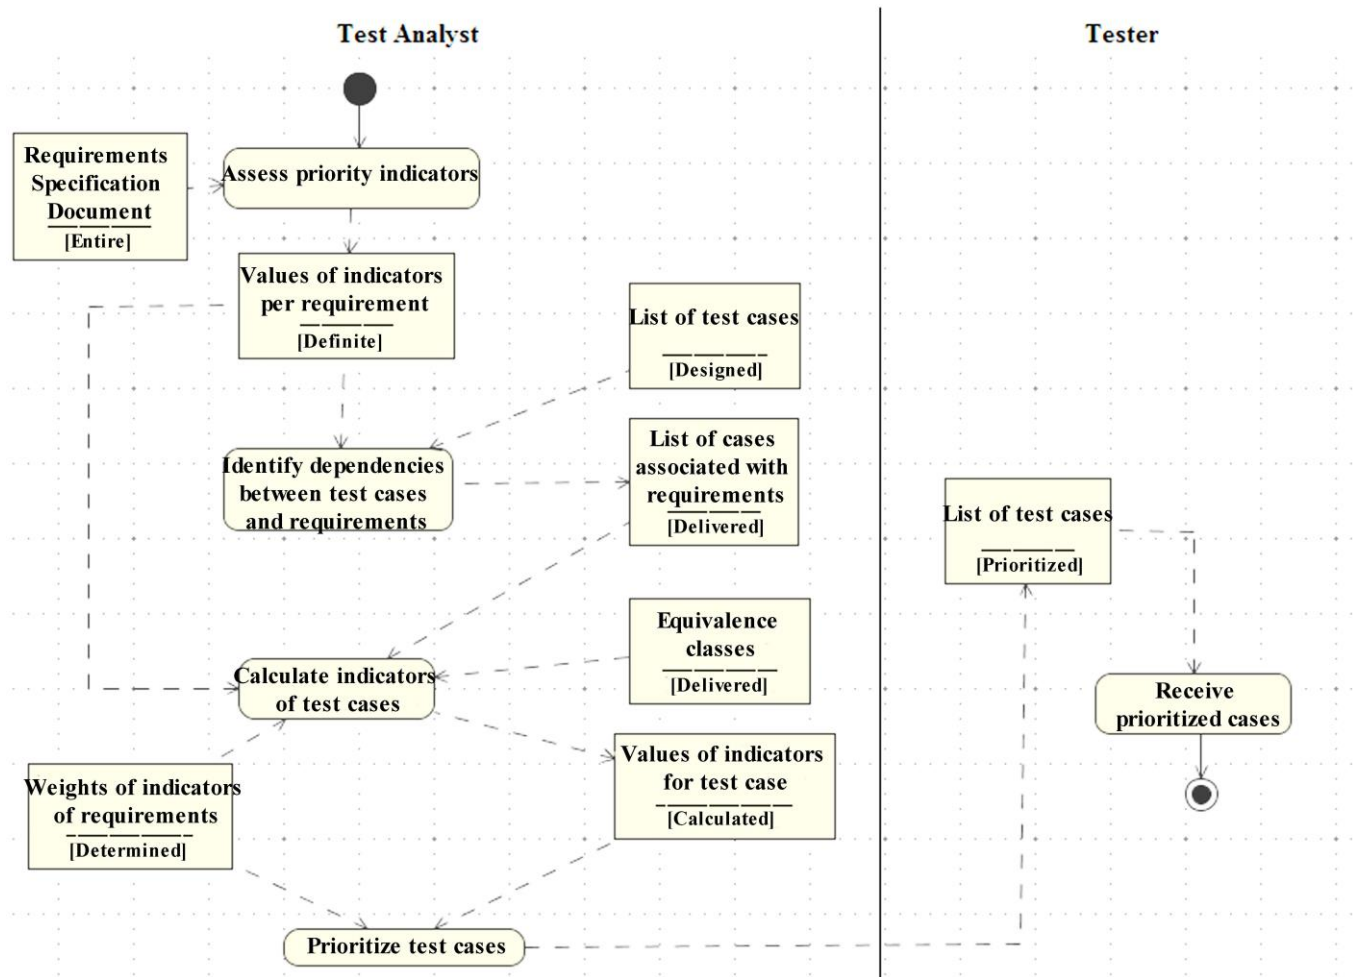 Test Analyst
Tester
Requirements
Specification
Document
[Entire]
Assess priority indicators
Values of indicators
per requirement
[Definite]
List of test cases
[Designed]
Identify dependencies
between test cases
and requirements
List of cases
associated with
requirements
[Delivered]
List of test cases
[Prioritized]
Equivalence
classes
[Delivered]
Calculate indicators
of test cases
Receive
prioritized cases
Weights of indicators
of requirements
[Determined]
Values of indicators
for test case
[Calculated]
Prioritize test cases